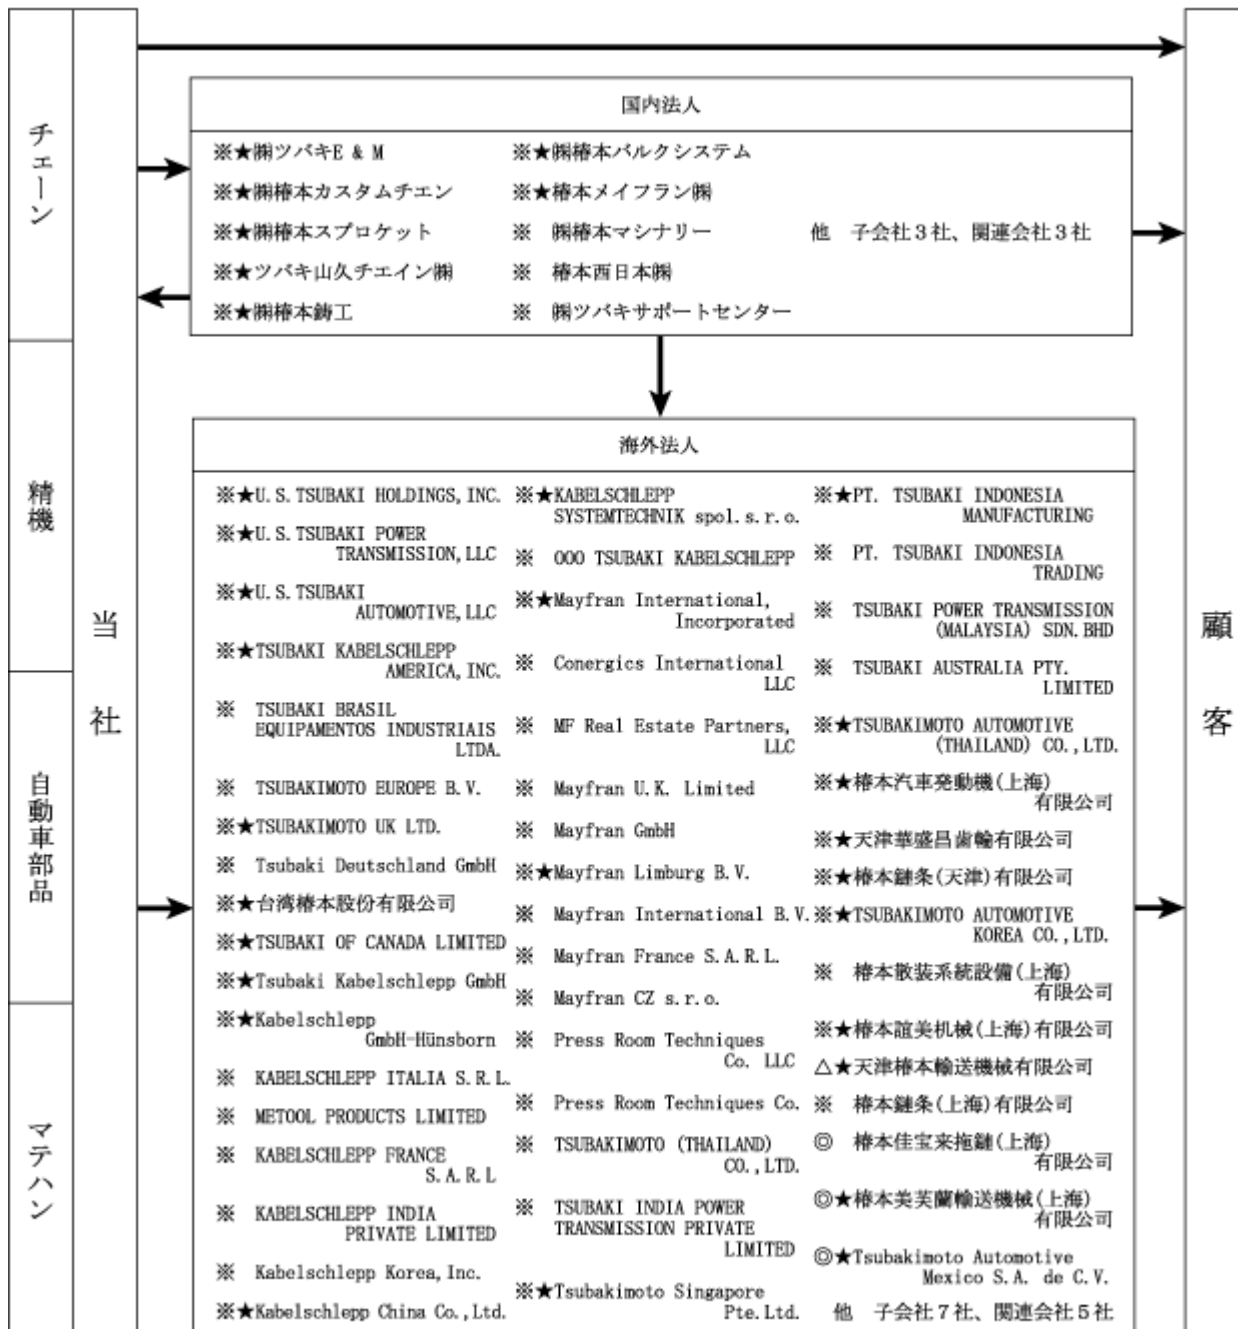 チェーン
精機
自動車部品
マテハン
当社
国内法人
※★㈱ツバキE & M
※★㈱椿本カスタムチエン
※★㈱椿本スプロケット
※★ツバキ山久チエイン㈱
※★㈱椿本鋳工
※★㈱椿本バルクシステム
※★椿本メイフラン㈱
※ ㈱椿本マシナリー
※ 椿本西日本㈱
※ ㈱ツバキサポートセンター
他 子会社3社、関連会社3社
海外法人
※★U.S.TSUBAKI HOLDINGS,INC.
※★U.S.TSUBAKI POWER
TRANSMISSION,LLC
※★U.S.TSUBAKI
AUTOMOTIVE,LLC
※★TSUBAKI KABELSCHLEPP
AMERICA,INC.
※ TSUBAKI BRASIL
EQUIPAMENTOS INDUSTRIAIS
LTDA.
※ TSUBAKIMOTO EUROPE B.V.
※★TSUBAKIMOTO UK LTD.
※ Tsubaki Deutschland GmbH
※★台湾椿本股份有限公司
※★TSUBAKI OF CANADA LIMITED
※★Tsubaki Kabelschlepp GmbH
※★Kabelschlepp
GmbH-Hünsborn
※ KABELSCHLEPP ITALIA S.R.L.
※ METOOL PRODUCTS LIMITED
※ KABELSCHLEPP FRANCE
S.A.R.L
※ KABELSCHLEPP INDIA
PRIVATE LIMITED
※ Kabelschlepp Korea,Inc.
※★Kabelschlepp China Co.,Ltd.
※★KABELSCHLEPP
SYSTEMTECHNIK spol.s.r.o.
※ OOO TSUBAKI KABELSCHLEPP
※★Mayfran International,
Incorporated
※ Conergics International
LLC
※ MF Real Estate Partners,
LLC
※ Mayfran U.K. Limited
※ Mayfran GmbH
※★Mayfran Limburg B.V.
※ Mayfran International B.V.
※ Mayfran France S.A.R.L.
※ Mayfran CZ s.r.o.
※ Press Room Techniques
Co. LLC
※ Press Room Techniques Co.
※ TSUBAKIMOTO (THAILAND)
CO.,LTD.
※ TSUBAKI INDIA POWER
TRANSMISSION PRIVATE
LIMITED
※★Tsubakimoto Singapore
Pte.Ltd.
※★PT. TSUBAKI INDONESIA
MANUFACTURING
※ PT. TSUBAKI INDONESIA
TRADING
※ TSUBAKI POWER TRANSMISSION
(MALAYSIA) SDN.BHD
※ TSUBAKI AUSTRALIA PTY.
LIMITED
※★TSUBAKIMOTO AUTOMOTIVE
(THAILAND) CO.,LTD.
※★椿本汽車発動機(上海)
有限公司
※★天津華盛昌歯輪有限公司
※★椿本鏈条(天津)有限公司
※★TSUBAKIMOTO AUTOMOTIVE
KOREA CO.,LTD.
※ 椿本散装系統設備(上海)
有限公司
※★椿本誼美机械(上海)有限公司
△★天津椿本輸送機械有限公司
※ 椿本鏈条(上海)有限公司
◎ 椿本佳宝来拖鏈(上海)
有限公司
◎★椿本美芙蘭輸送機械(上海)
有限公司
◎★Tsubakimoto Automotive
Mexico S.A. de C.V.
他 子会社7社、関連会社5社
顧客